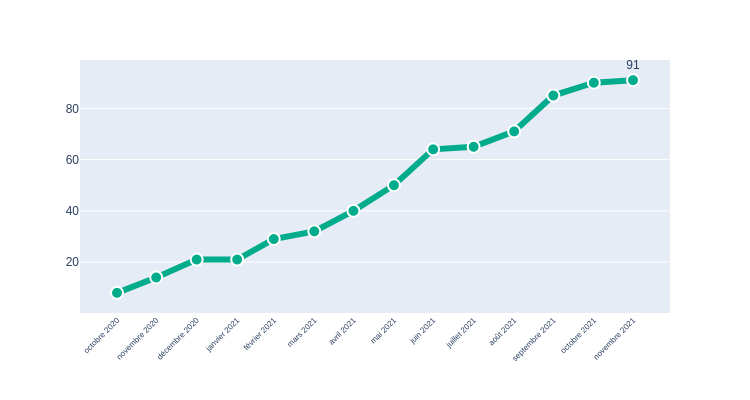 91
80
60
40
20
octobre 2020
novembre 2020
décembre 2020
janvier 2021
février 2021
mars 2021
avril 2021
mai 2021
juin 2021
juillet 2021
août 2021
septembre 2021
octobre 2021
novembre 2021